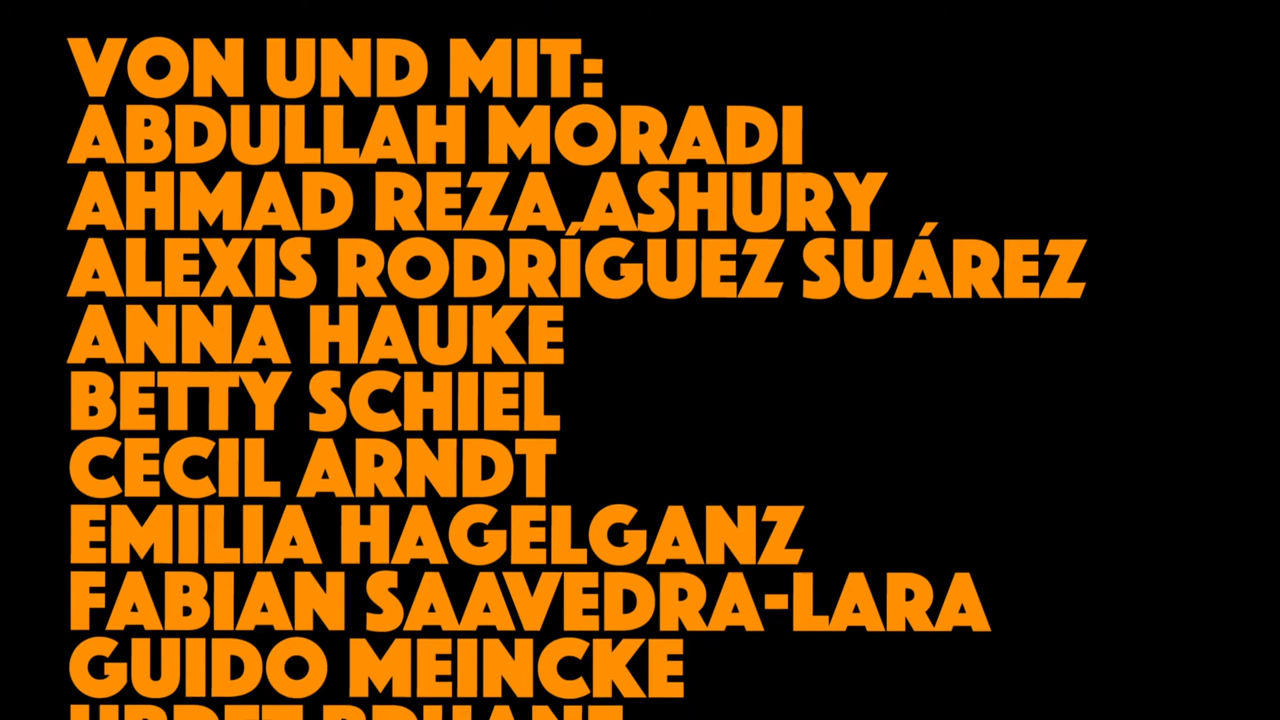 VON UND MIT:
ABDULLAH MORADI
AHMAD REZA ASHURY
ALEXIS RODRÍGUEZ SUÁREZ
ANNA HAUKE
BETTY SCHIEL
CECIL ARNDT
EMILIA HAGELGANZ
FABIAN SAAVEDRA-LARA
GUIDO MEINCKE